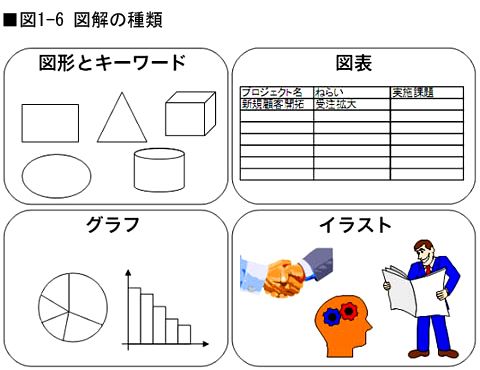 ■図1-6 図解の種類
図形とキーワード
図表
プロジェクト名 ねらい 実施課題
新規顧客開拓 受注拡大
グラフ
イラスト